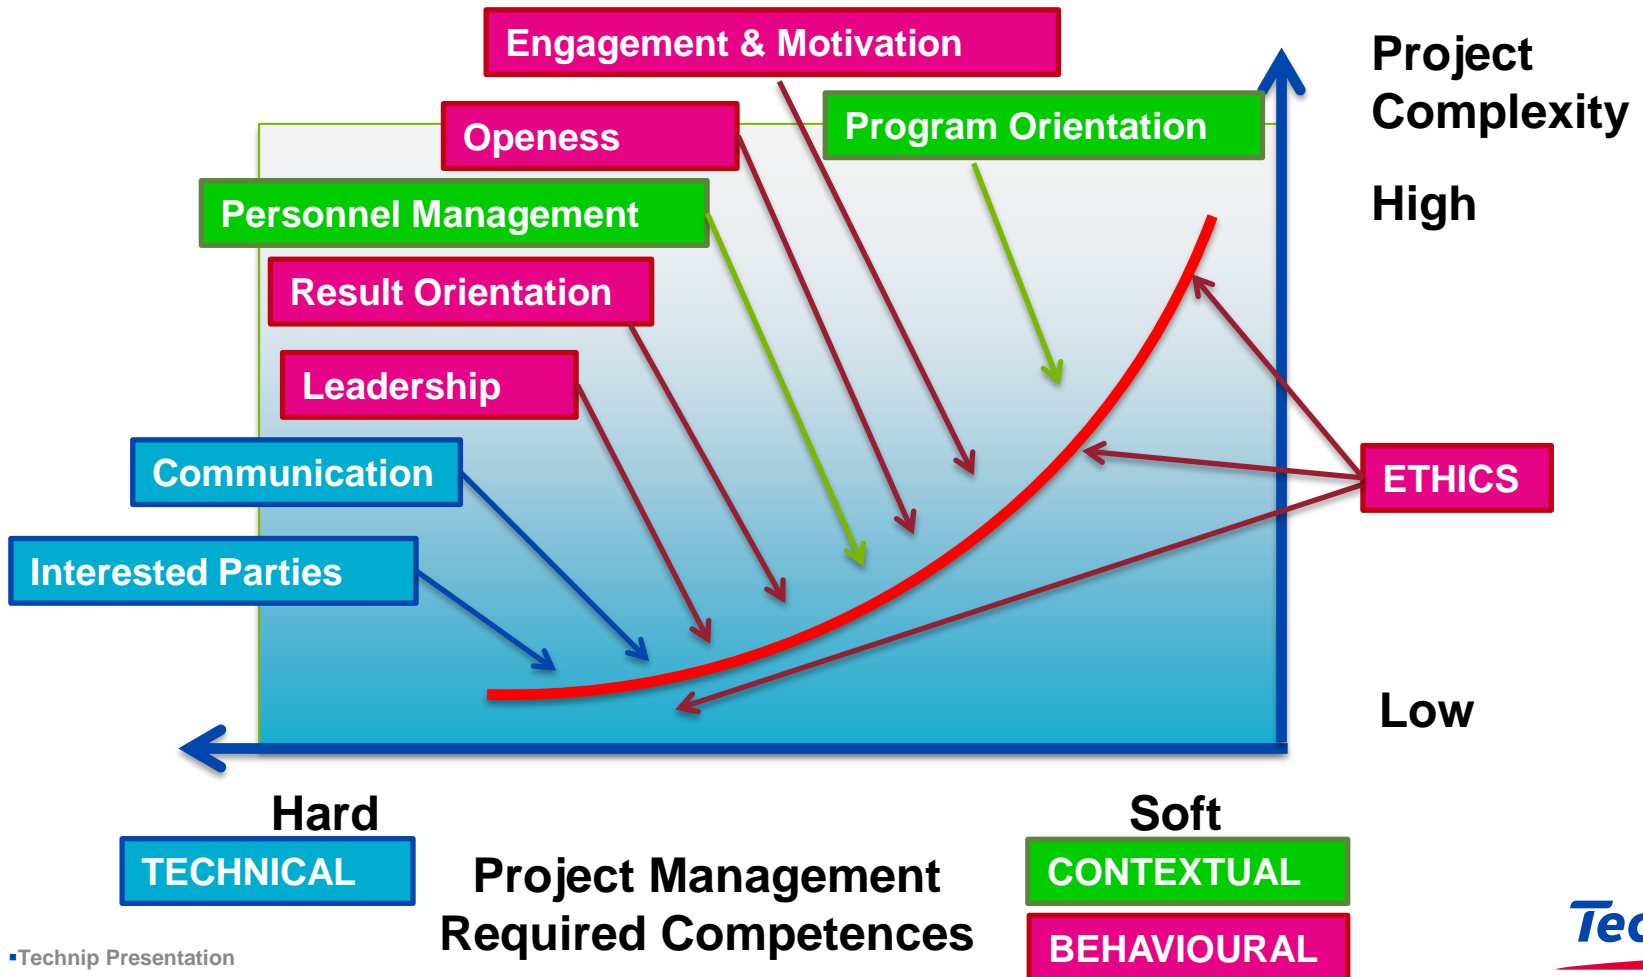 Engagement & Motivation
Project
Complexity
Openess
Program Orientation
Personnel Management
High
Result Orientation
Leadership
Communication
ETHICS
Interested Parties
Low
Hard
Soft
TECHNICAL
Project Management
Required Competences
CONTEXTUAL
BEHAVIOURAL
▪Technip Presentation